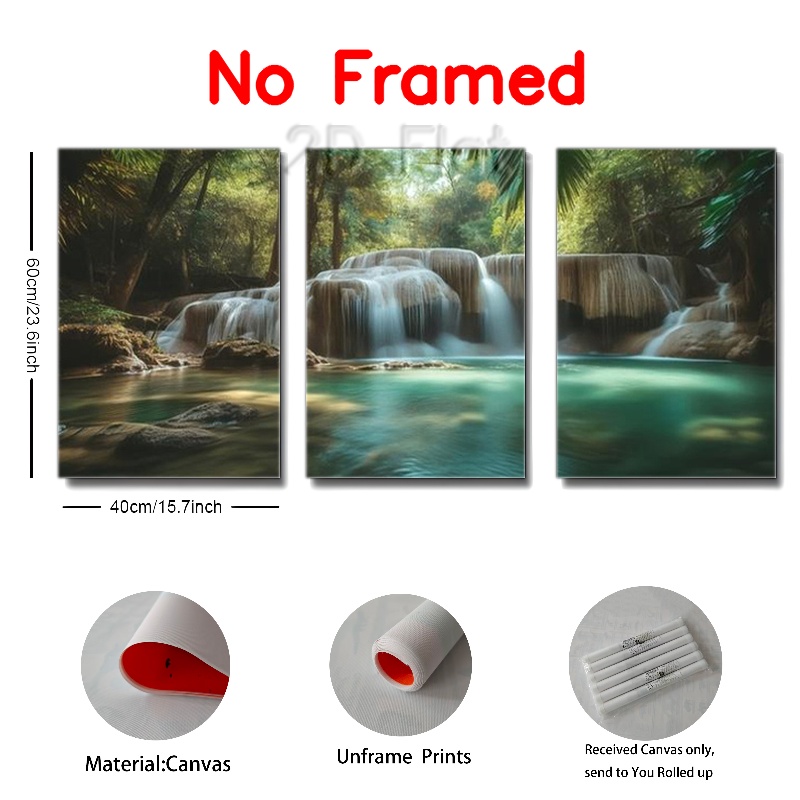 No Framed
2D Flat
60cm/23.6inch
40cm/15.7inch
Material:Canvas
Unframe Prints
Received Canvas only,
send to You Rolled up